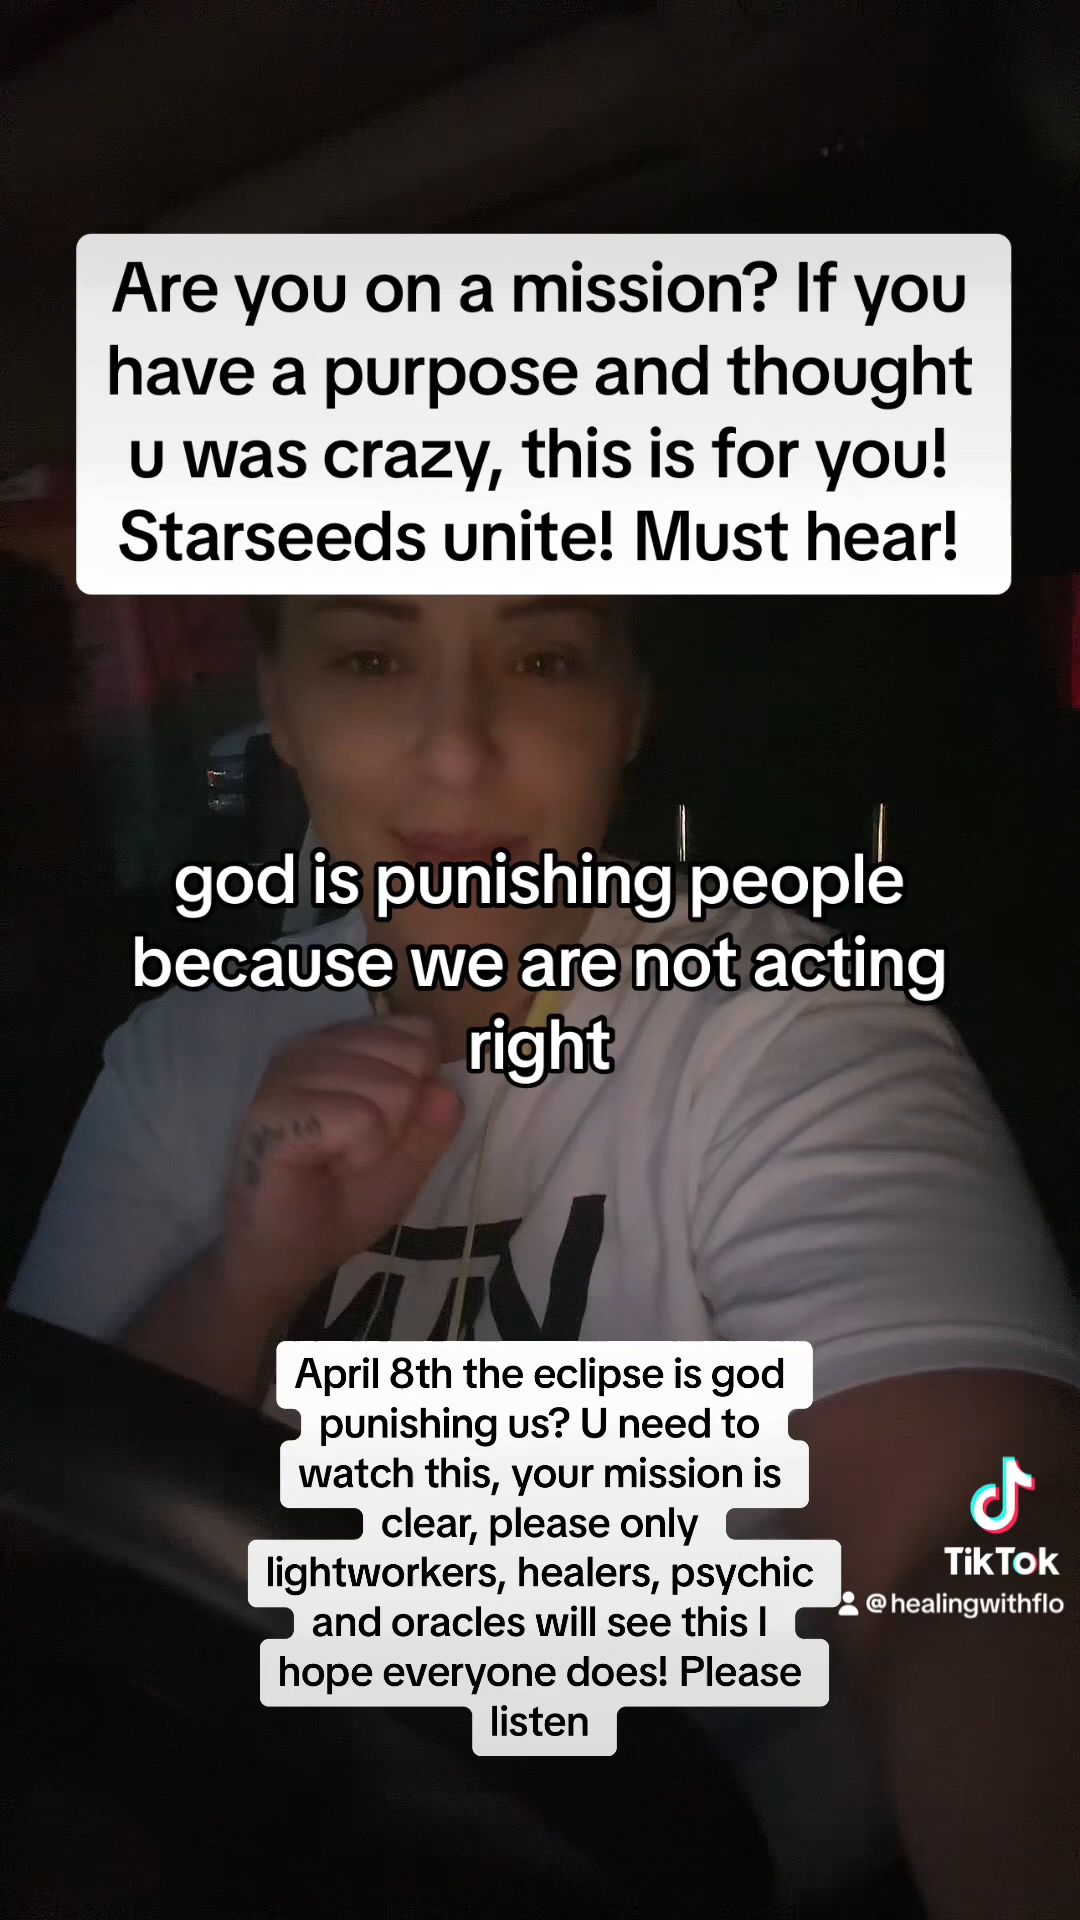 Are you on a mission? If you
have a purpose and thought
u was crazy, this is for you!
Starseeds unite! Must hear!
god is punishing people
because we are not acting
right
April 8th the eclipse is god
punishing us? U need to
watch this, your mission is
clear, please only
lightworkers, healers, psychic
and oracles will see this I
hope everyone does! Please
listen
TikTok
@healingwithflo